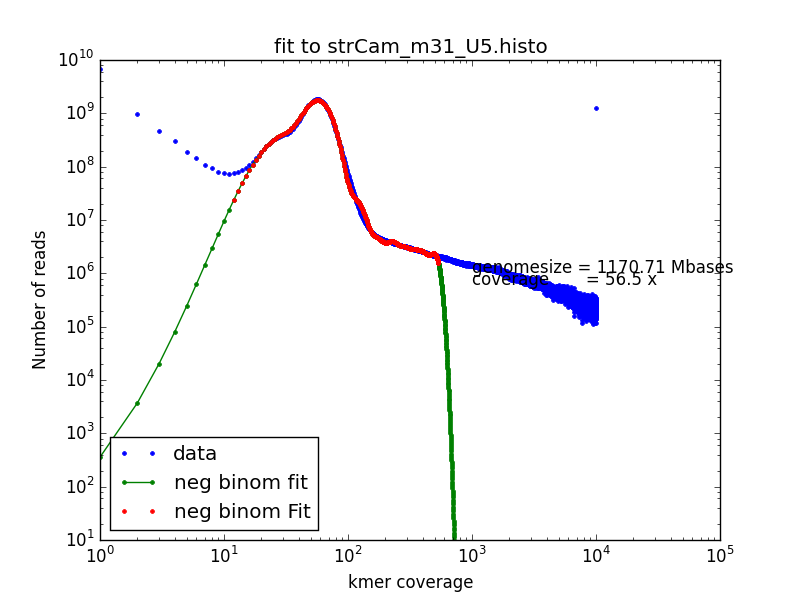 fit to strCam_m31_U5.histo
10^10
10^9
10^8
10^7
10^6
10^5
10^4
10^3
10^2
10^1
Number of reads
genomesize = 1170.71 Mbases
coverage = 56.5 x
data
neg binom fit
neg binom Fit
10^0 10^1 10^2 10^3 10^4 10^5
kmer coverage